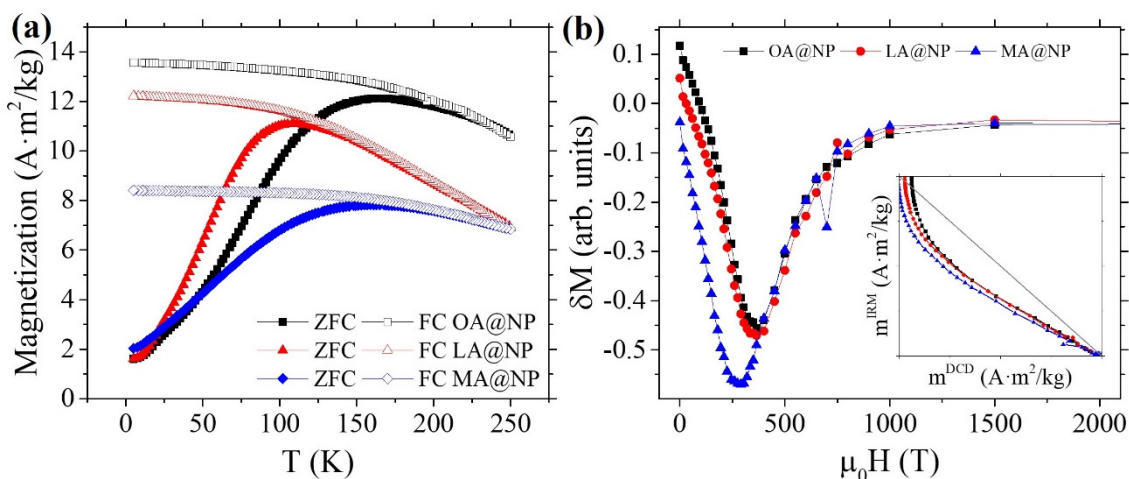 (a)
Magnetization (A·m²/kg)
14
12
10
8
6
4
2
0
ZFC FC OA@NP
ZFC FC LA@NP
ZFC FC MA@NP
0 50 100 150 200 250
T (K)
(b)
δM (arb. units)
0.1
0.0
-0.1
-0.2
-0.3
-0.4
-0.5
OA@NP LA@NP MA@NP
m^IRM (A·m²/kg)
m^DCD (A·m²/kg)
0 500 1000 1500 2000
μ₀H (T)